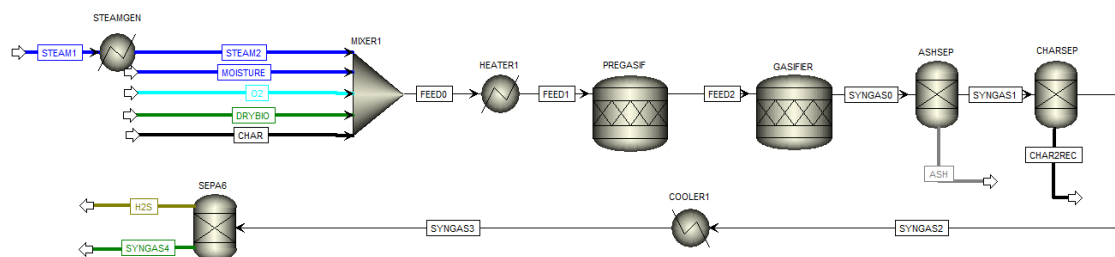 STEAMGEN
STEAM1
STEAM2
MIXER1
MOISTURE
O2
DRYBIO
CHAR
FEED0
HEATER1
FEED1
PREGASIF
FEED2
GASIFIER
SYNGAS0
ASHSEP
SYNGAS1
CHARSEP
ASH
CHAR2REC
SEPA6
H2S
SYNGAS4
SYNGAS3
COOLER1
SYNGAS2